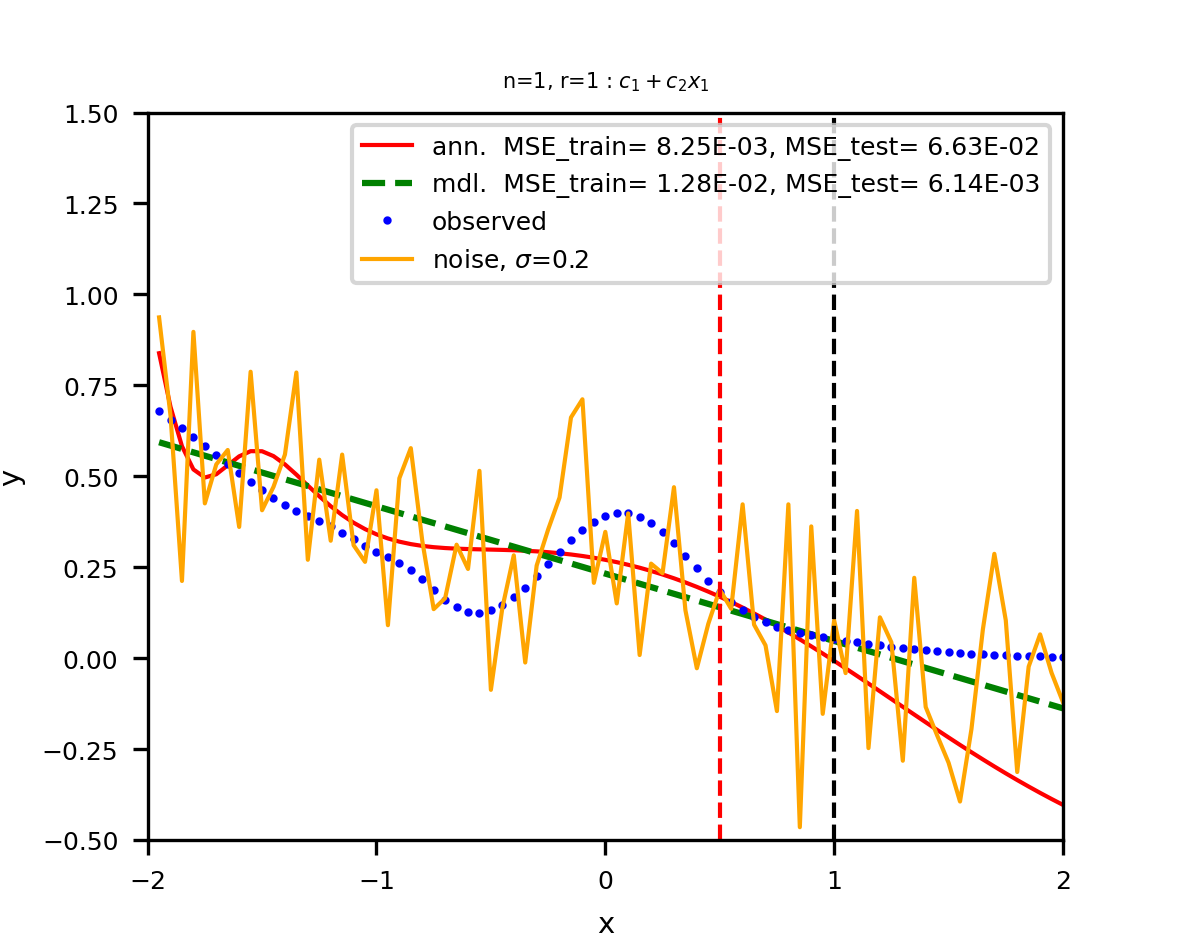 n=1, r=1 : c₁ + c₂x₁
1.50
1.25
1.00
0.75
0.50
0.25
0.00
−0.25
−0.50
y
ann.  MSE_train= 8.25E-03, MSE_test= 6.63E-02
mdl.  MSE_train= 1.28E-02, MSE_test= 6.14E-03
observed
noise, σ=0.2
−2
−1
0
1
2
x